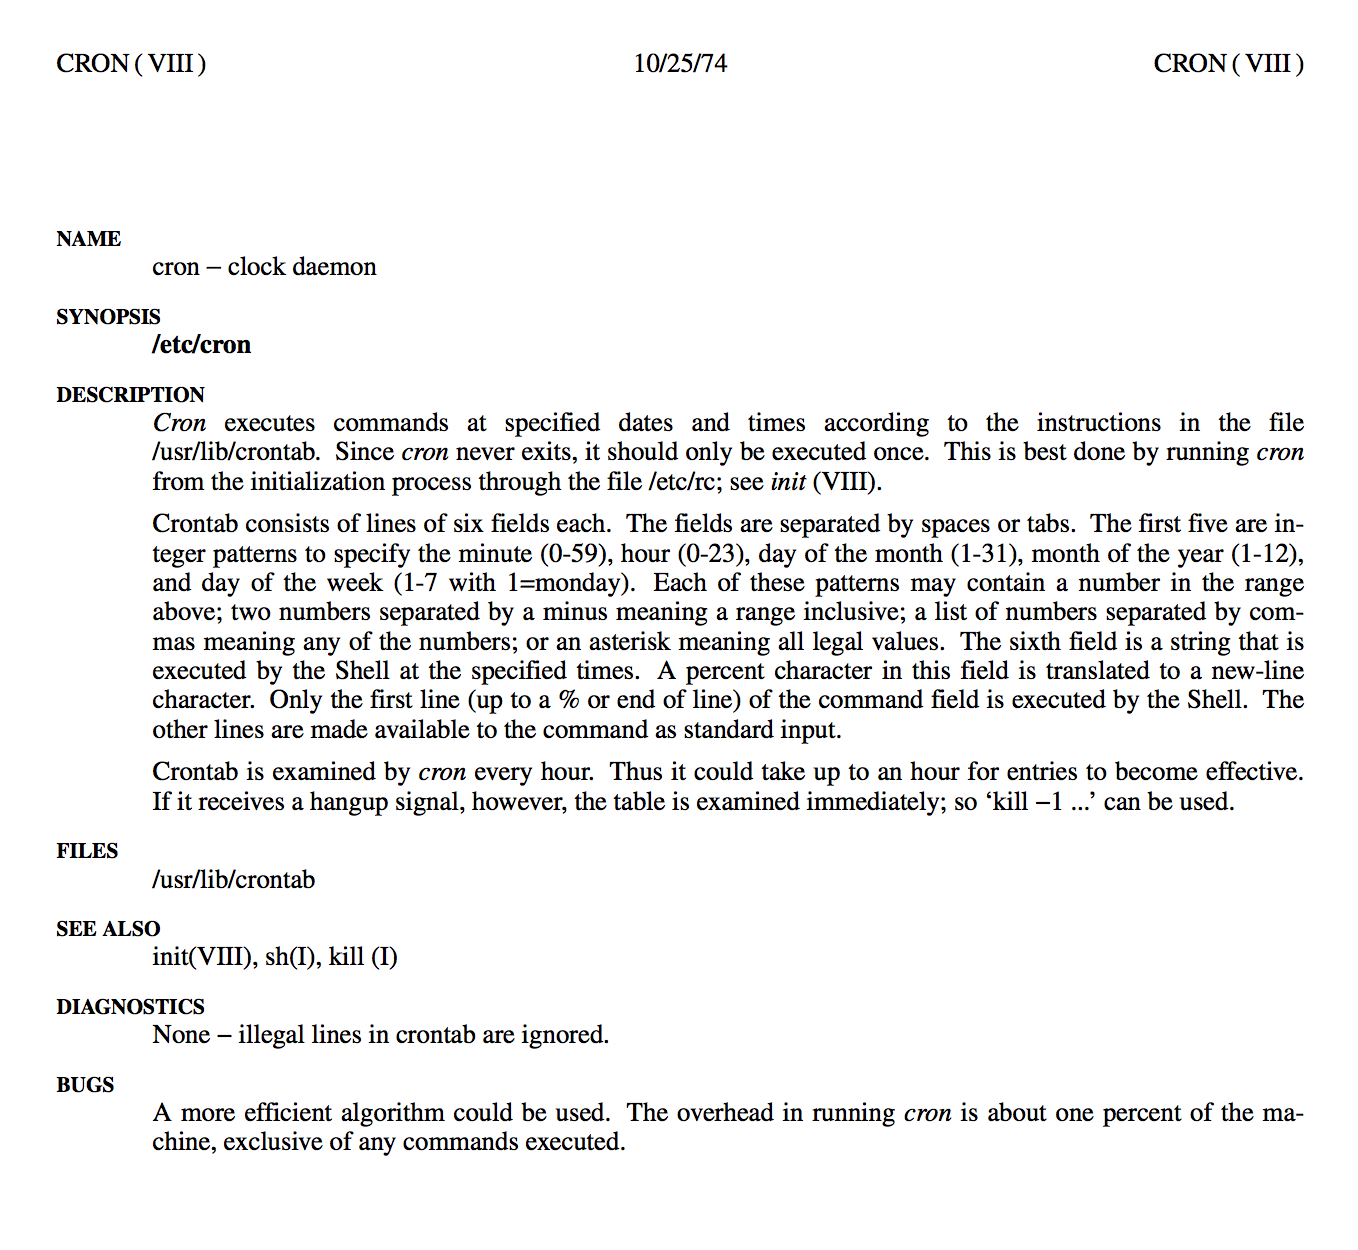 CRON ( VIII ) 10/25/74 CRON ( VIII )
NAME
cron – clock daemon
SYNOPSIS
/etc/cron
DESCRIPTION
Cron executes commands at specified dates and times according to the instructions in the file
/usr/lib/crontab. Since cron never exits, it should only be executed once. This is best done by running cron
from the initialization process through the file /etc/rc; see init (VIII).
Crontab consists of lines of six fields each. The fields are separated by spaces or tabs. The first five are in-
teger patterns to specify the minute (0-59), hour (0-23), day of the month (1-31), month of the year (1-12),
and day of the week (1-7 with 1=monday). Each of these patterns may contain a number in the range
above; two numbers separated by a minus meaning a range inclusive; a list of numbers separated by com-
mas meaning any of the numbers; or an asterisk meaning all legal values. The sixth field is a string that is
executed by the Shell at the specified times. A percent character in this field is translated to a new-line
character. Only the first line (up to a % or end of line) of the command field is executed by the Shell. The
other lines are made available to the command as standard input.
Crontab is examined by cron every hour. Thus it could take up to an hour for entries to become effective.
If it receives a hangup signal, however, the table is examined immediately; so ‘kill –1 ...’ can be used.
FILES
/usr/lib/crontab
SEE ALSO
init(VIII), sh(I), kill (I)
DIAGNOSTICS
None – illegal lines in crontab are ignored.
BUGS
A more efficient algorithm could be used. The overhead in running cron is about one percent of the ma-
chine, exclusive of any commands executed.